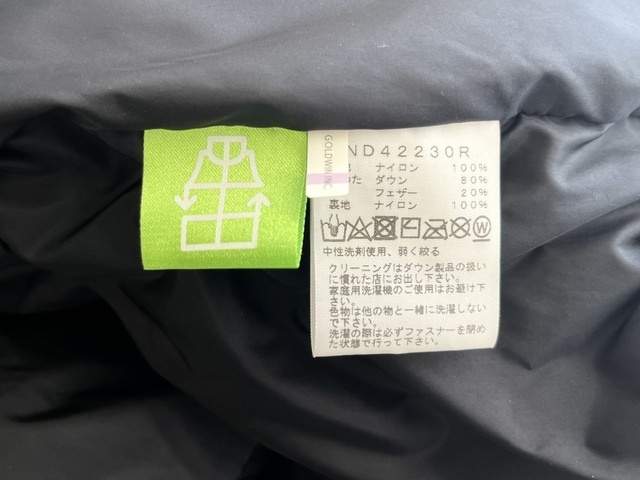 GOLDWIN INC.
ND42230R
ナイロン 100%
わた ダウン 80%
フェザー 20%
裏地 ナイロン 100%
W
中性洗剤使用、弱く絞る
クリーニングはダウン製品の扱い
に慣れた店にお出し下さい。
家庭用洗濯機のご使用はお避け下
さい。
色物は他の物と一緒に洗濯しない
で下さい。
洗濯の際は必ずファスナーを閉め
た状態で行って下さい。